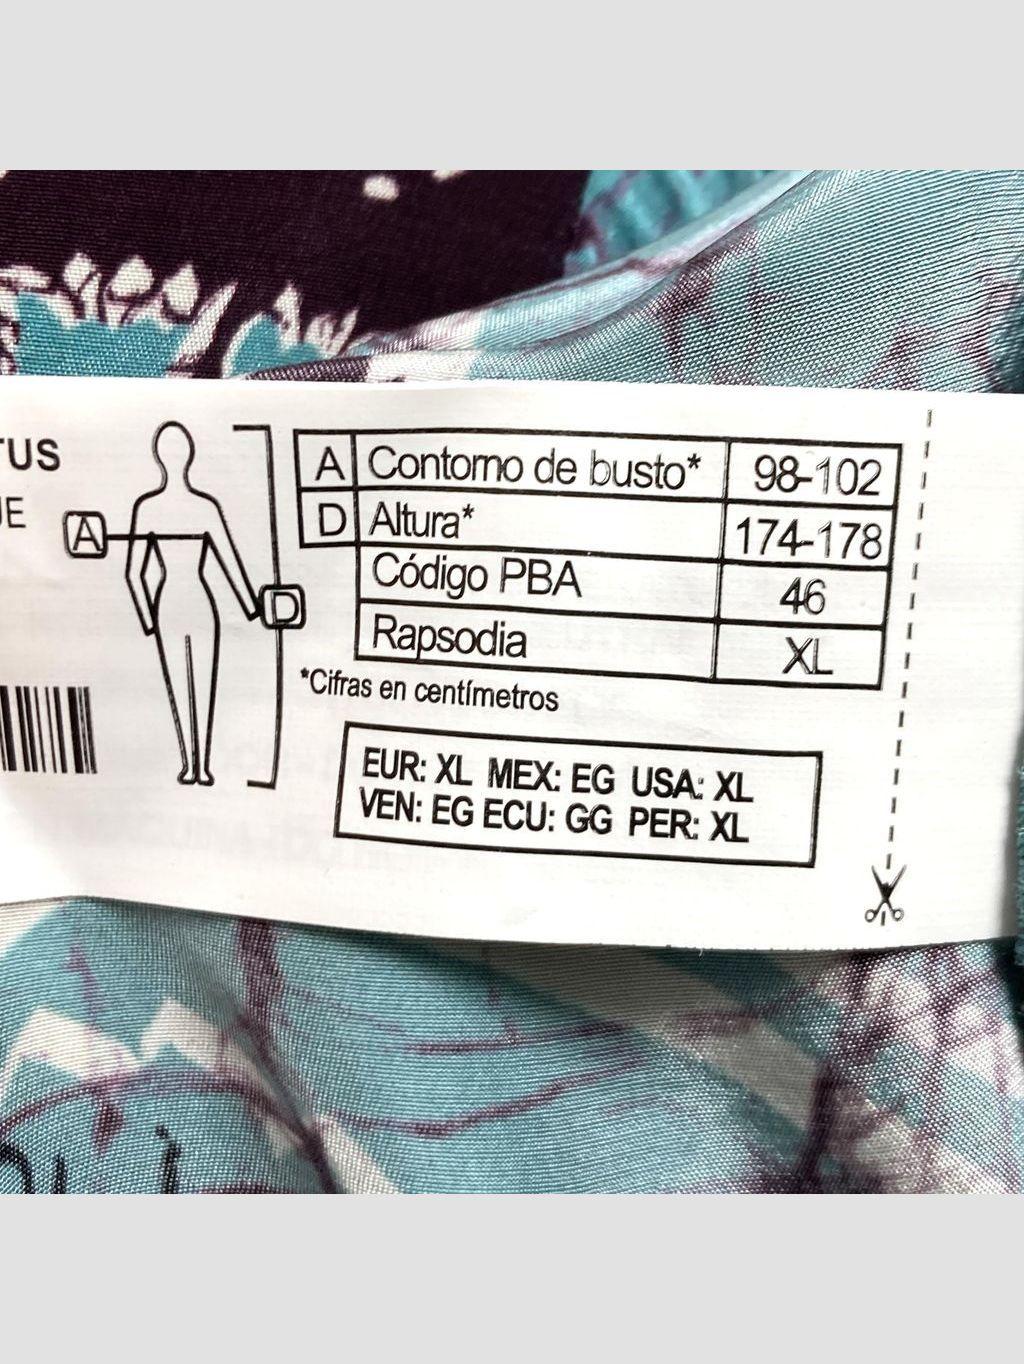 TUS
A Contorno de busto* 98-102
D Altura* 174-178
Código PBA 46
Rapsodia XL
*Cifras en centímetros
A
D
EUR: XL MEX: EG USA: XL
VEN: EG ECU: GG PER: XL